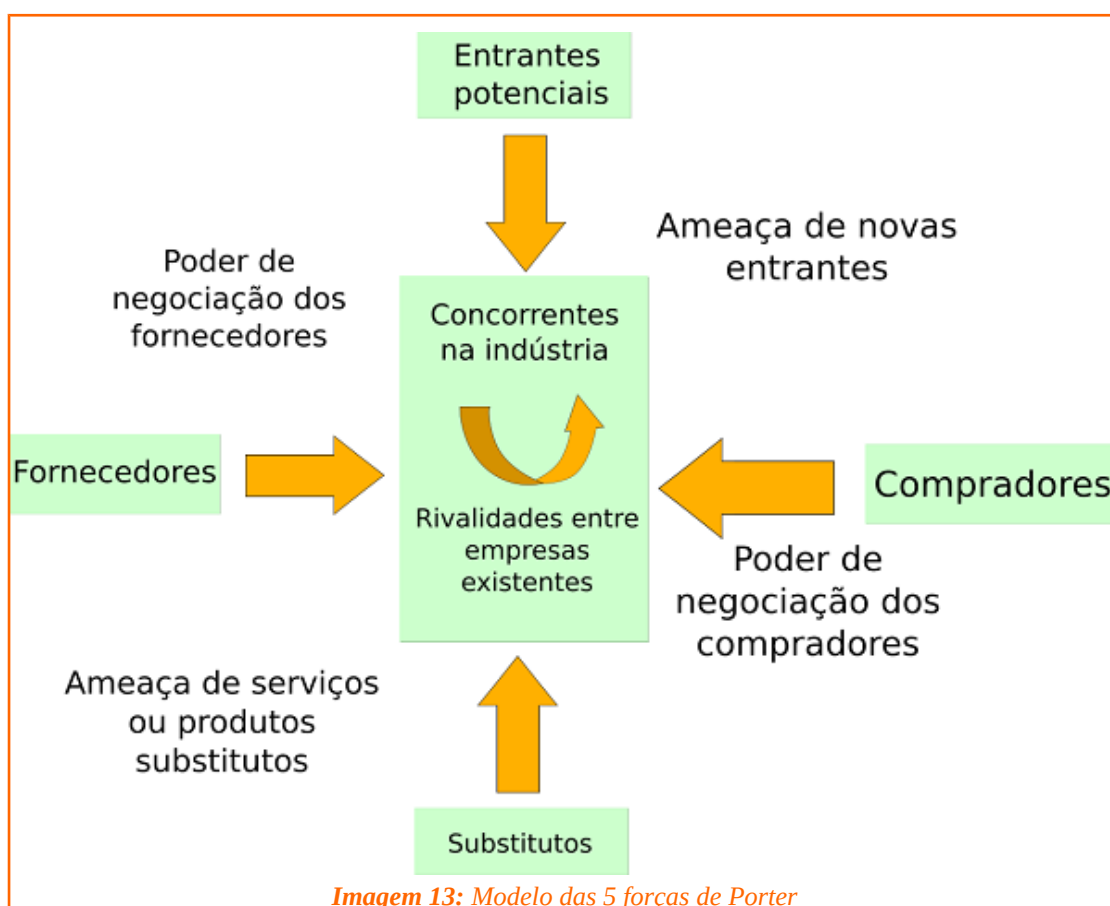 Entrantes
potenciais
Ameaça de novas
entrantes
Poder de
negociação dos
fornecedores
Concorrentes
na indústria
Fornecedores
Compradores
Rivalidades entre
empresas
existentes
Poder de
negociação dos
compradores
Ameaça de serviços
ou produtos
substitutos
Substitutos
Imagem 13: Modelo das 5 forças de Porter